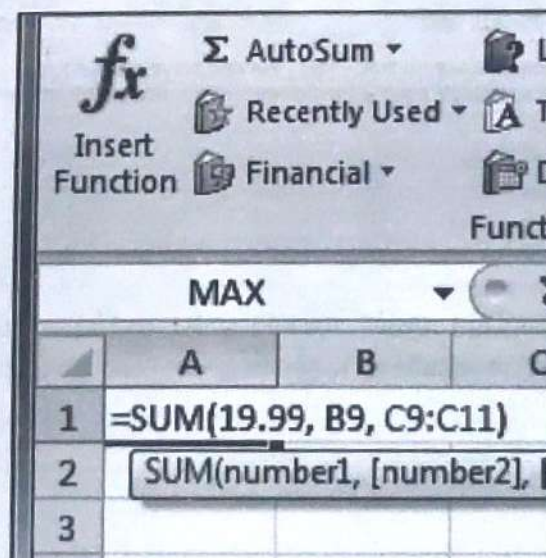 fx
Insert
Function
Σ AutoSum
Recently Used
Financial
A
Funct
MAX
A B
1 =SUM(19.99, B9, C9:C11)
2 SUM(number1, [number2],
3